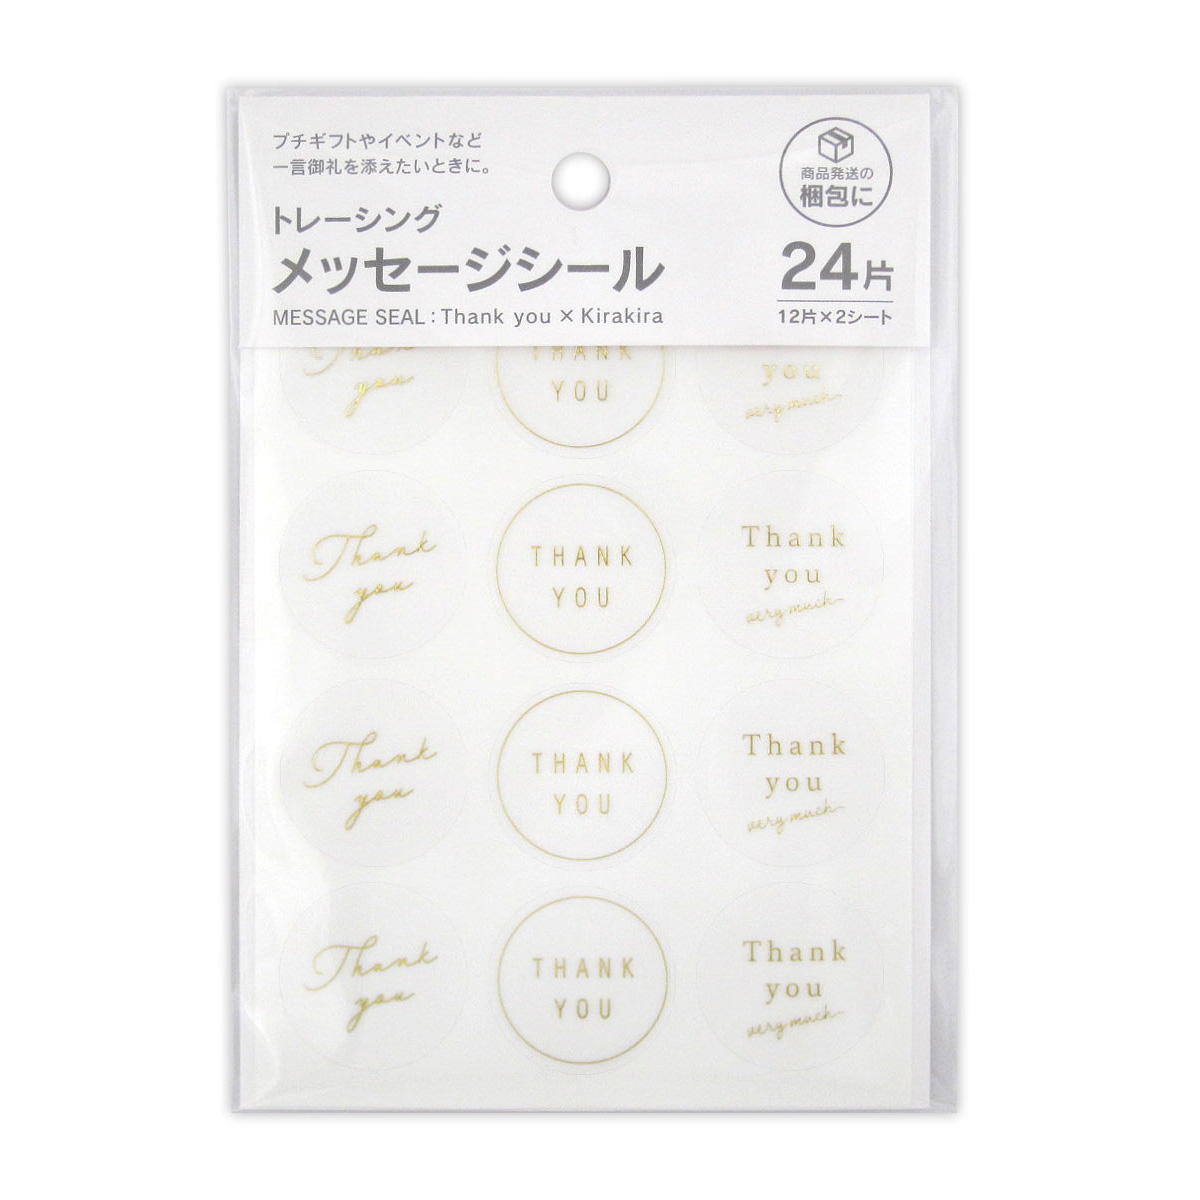 プチギフトやイベントなど
一言御礼を添えたいときに。
トレーシング
メッセージシール
MESSAGE SEAL:Thank you×Kirakira
商品発送の
梱包に
24片
12片×2シート
Thank
you
THANK
YOU
you
very much
Thank
you
THANK
YOU
Thank
you
very much
Thank
you
THANK
YOU
Thank
you
very much
Thank
you
THANK
YOU
Thank
you
very much